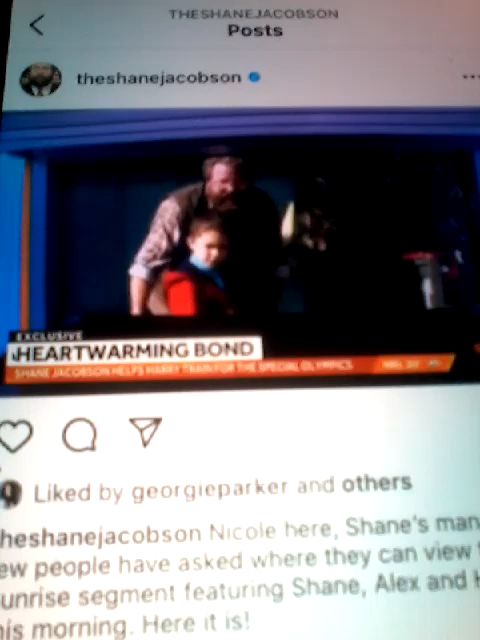 THESHANEJACOBSON
Posts
theshanejacobson
EXCLUSIVE
HEARTWARMING BOND
SHANE JACOBSON HELPS HARRY TRAIN FOR THE SPECIAL OLYMPICS
Liked by georgieparker and others
heshanejacobson Nicole here, Shane's man
ew people have asked where they can view
unrise segment featuring Shane, Alex and H
his morning. Here it is!